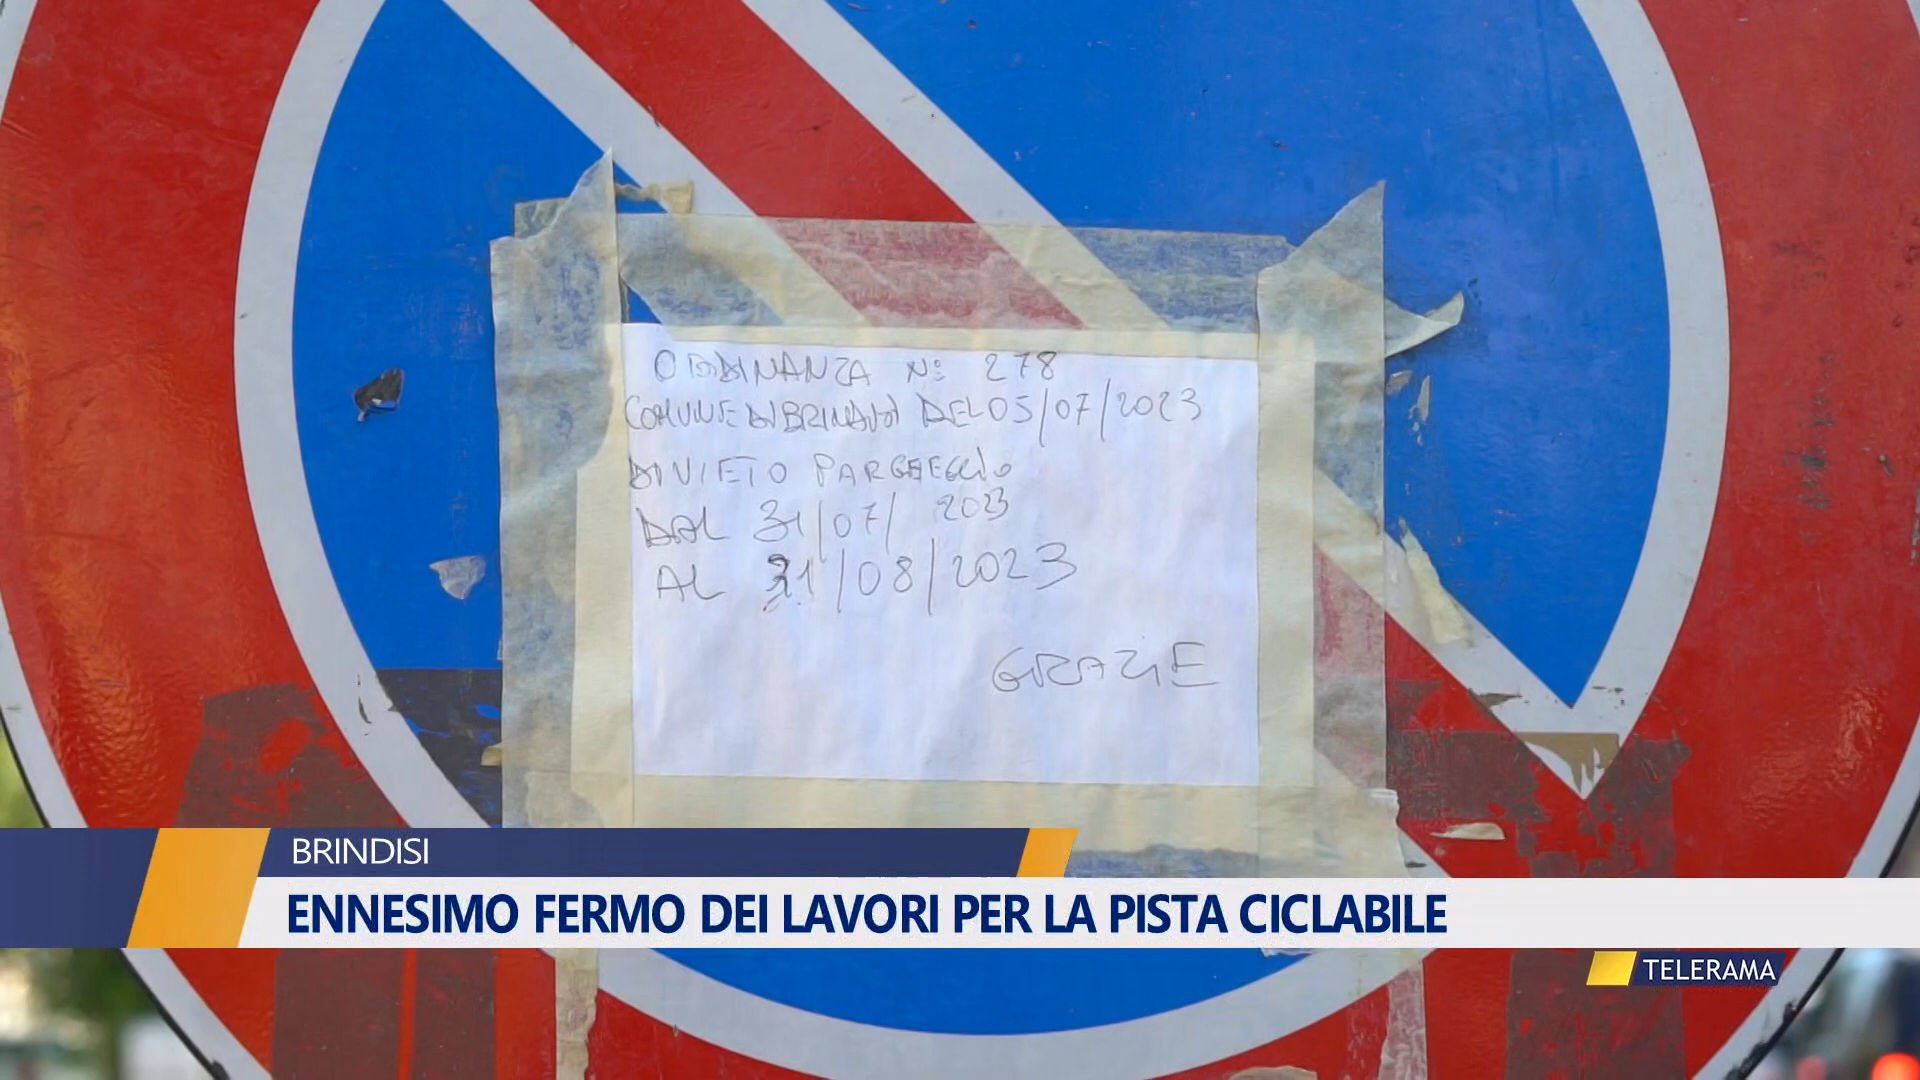 ORDINANZA N: 278
COMUNE DI BRINDISI DEL 05/07/2023
DIVIETO PARCHEGGIO
DAL 31/07/2023
AL 31/08/2023
GRAZIE
BRINDISI
ENNESIMO FERMO DEI LAVORI PER LA PISTA CICLABILE
TELERAMA